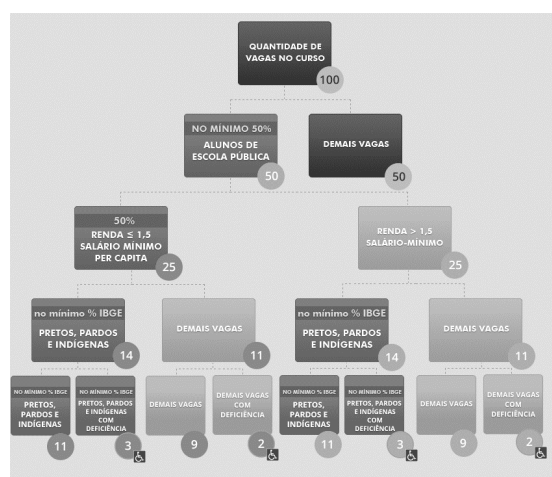 QUANTIDADE DE
VAGAS NO CURSO
100
NO MÍNIMO 50%
ALUNOS DE
ESCOLA PÚBLICA
50
DEMAIS VAGAS
50
50%
RENDA ≤ 1,5
SALÁRIO MÍNIMO
PER CAPITA
25
RENDA > 1,5
SALÁRIO-MÍNIMO
25
no mínimo % IBGE
PRETOS, PARDOS
E INDÍGENAS
14
DEMAIS VAGAS
11
no mínimo % IBGE
PRETOS, PARDOS
E INDÍGENAS
14
DEMAIS VAGAS
11
NO MÍNIMO % IBGE
PRETOS,
PARDOS E
INDÍGENAS
11
NO MÍNIMO % IBGE
PRETOS, PARDOS
E INDÍGENAS
COM
DEFICIÊNCIA
3
DEMAIS VAGAS
9
DEMAIS VAGAS
COM
DEFICIÊNCIA
2
NO MÍNIMO % IBGE
PRETOS,
PARDOS E
INDÍGENAS
11
NO MÍNIMO % IBGE
PRETOS, PARDOS
E INDÍGENAS
COM
DEFICIÊNCIA
3
DEMAIS VAGAS
9
DEMAIS VAGAS
COM
DEFICIÊNCIA
2